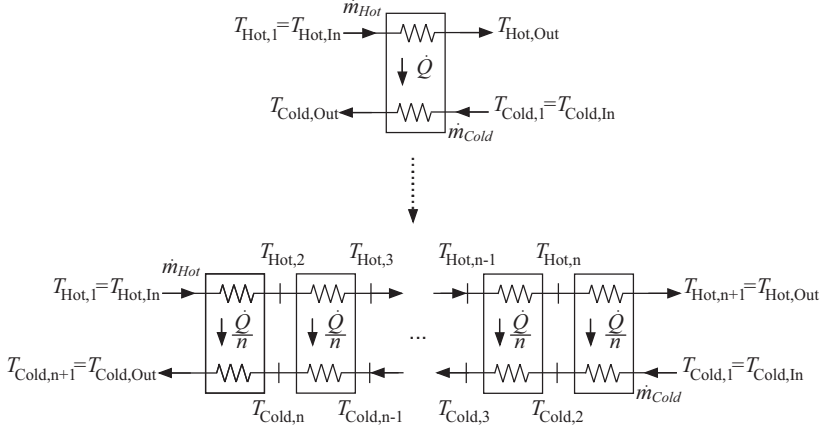 ṁHot
THot,1=THot,In
THot,Out
Q̇
TCold,Out
TCold,1=TCold,In
ṁCold
ṁHot
THot,2
THot,3
THot,n-1
THot,n
THot,1=THot,In
THot,n+1=THot,Out
Q̇/n
Q̇/n
...
Q̇/n
Q̇/n
TCold,n+1=TCold,Out
TCold,1=TCold,In
ṁCold
TCold,n
TCold,n-1
TCold,3
TCold,2